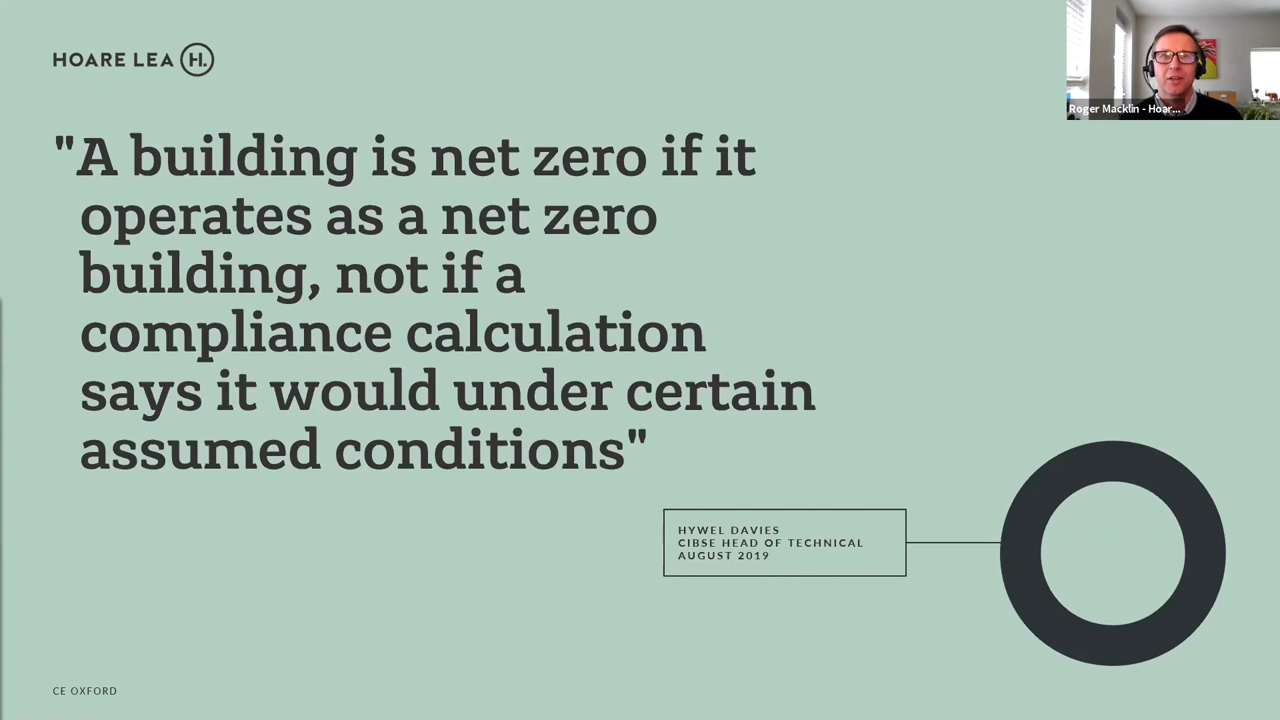 HOARE LEA H.
Roger Macklin - Hoar...
"A building is net zero if it
operates as a net zero
building, not if a
compliance calculation
says it would under certain
assumed conditions"
HYWEL DAVIES
CIBSE HEAD OF TECHNICAL
AUGUST 2019
CE OXFORD